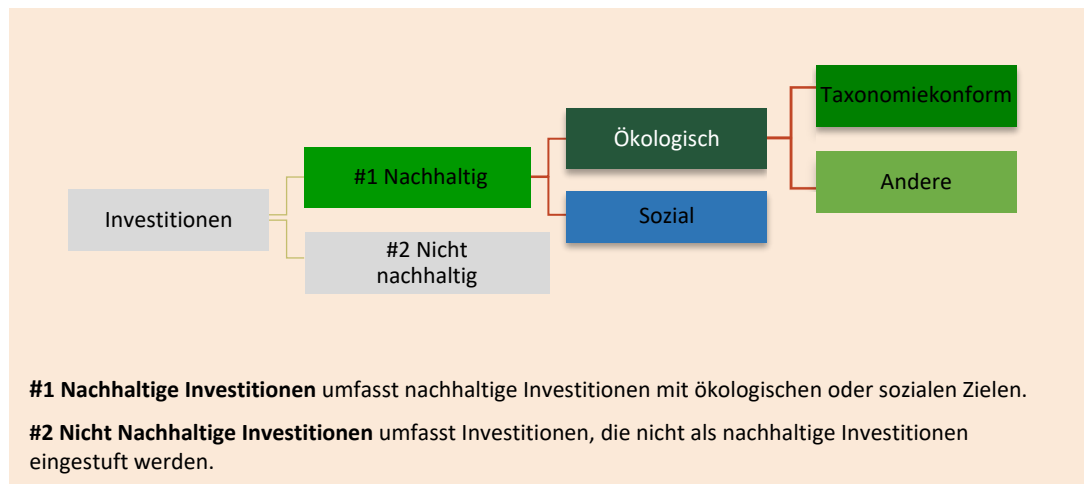 Taxonomiekonform
Ökologisch
#1 Nachhaltig
Andere
Investitionen
Sozial
#2 Nicht
nachhaltig
#1 Nachhaltige Investitionen umfasst nachhaltige Investitionen mit ökologischen oder sozialen Zielen.
#2 Nicht Nachhaltige Investitionen umfasst Investitionen, die nicht als nachhaltige Investitionen
eingestuft werden.